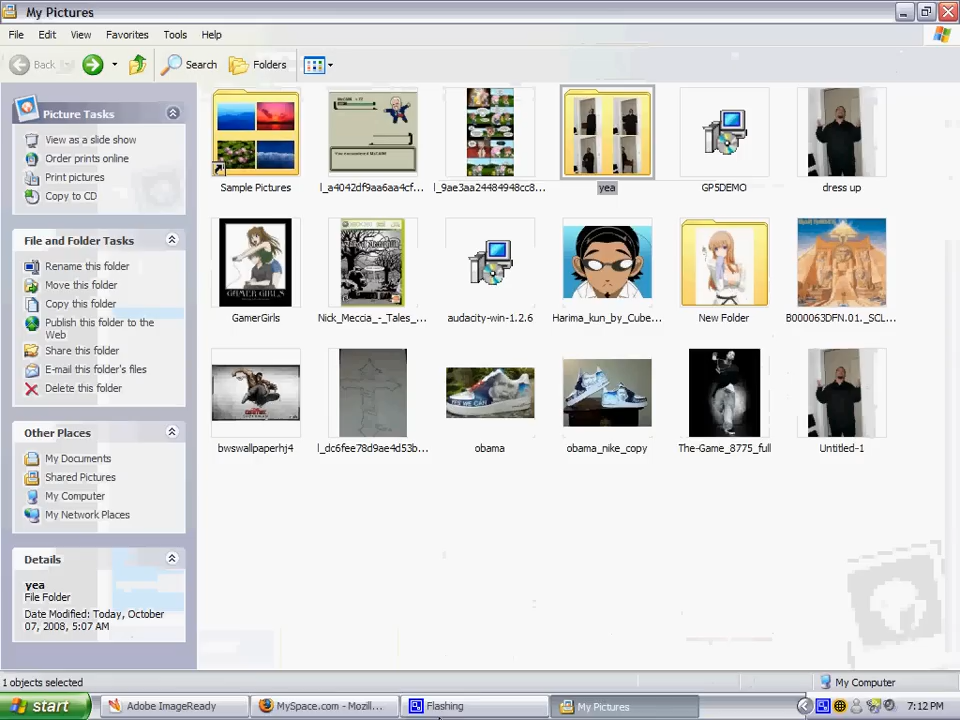 My Pictures
File Edit View Favorites Tools Help
Back Search Folders
Picture Tasks
View as a slide show
Order prints online
Print pictures
Copy to CD
File and Folder Tasks
Rename this folder
Move this folder
Copy this folder
Publish this folder to the
Web
Share this folder
E-mail this folder's files
Delete this folder
Other Places
My Documents
Shared Pictures
My Computer
My Network Places
Details
yea
File Folder
Date Modified: Today, October
07, 2008, 5:07 AM
Sample Pictures l_a4042df9aa6aa4cf... l_9ae3aa24484948cc8... yea GP5DEMO dress up
GAMER GIRLS
GamerGirls Nick_Meccia_-_Tales_... audacity-win-1.2.6 Harima_kun_by_Cube... New Folder B000063DFN.01._SCL...
YES WE CAN
bwswallpaperhj4 l_dc6fee78d9ae4d53b... obama obama_nike_copy The-Game_8775_full Untitled-1
1 objects selected My Computer
start Adobe ImageReady MySpace.com - Mozil... Flashing My Pictures 7:12 PM